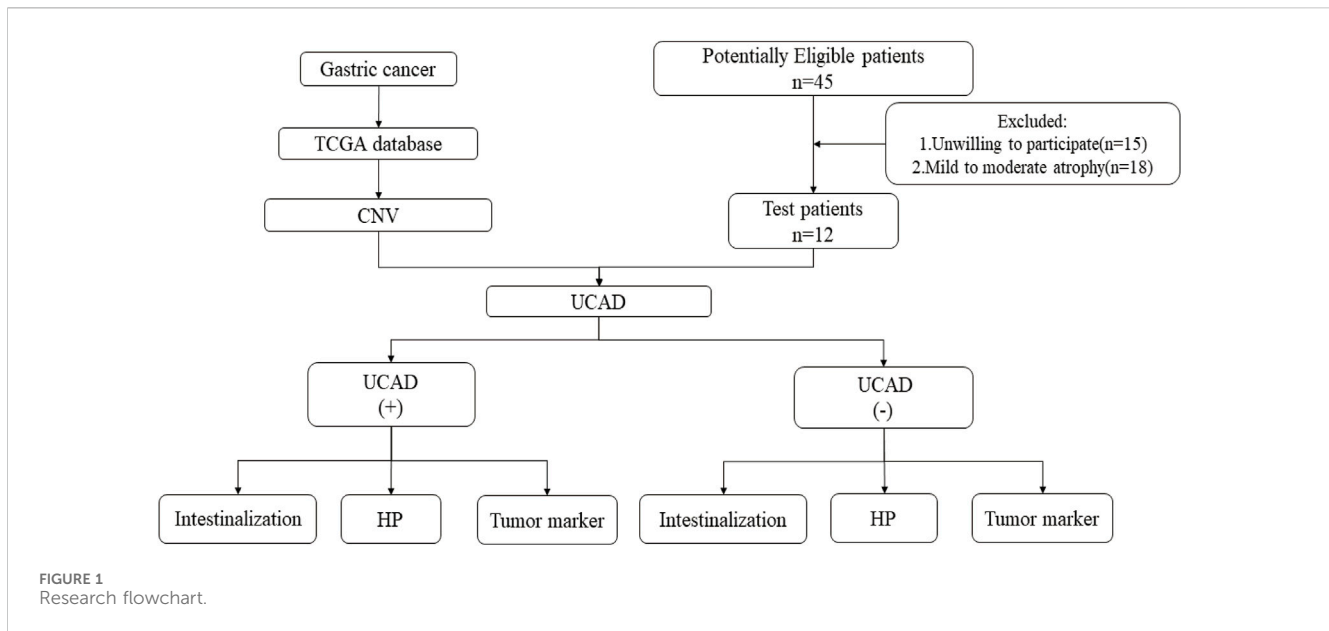 Gastric cancer
TCGA database
CNV
Potentially Eligible patients
n=45
Excluded:
1.Unwilling to participate(n=15)
2.Mild to moderate atrophy(n=18)
Test patients
n=12
UCAD
UCAD
(+)
UCAD
(-)
Intestinalization
HP
Tumor marker
Intestinalization
HP
Tumor marker
FIGURE 1
Research flowchart.